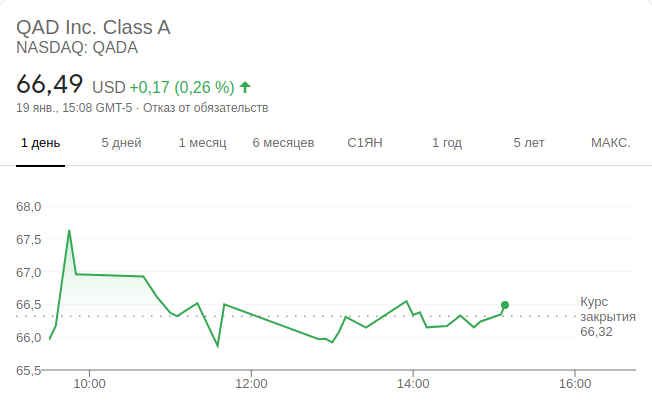 QAD Inc. Class A
NASDAQ: QADA
66,49 USD +0,17 (0,26 %)
19 янв., 15:08 GMT-5 · Отказ от обязательств
1 день 5 дней 1 месяц 6 месяцев С1ЯН 1 год 5 лет МАКС.
68,0
67,5
67,0
66,5
Курс
закрытия
66,32
66,0
65,5
10:00 12:00 14:00 16:00